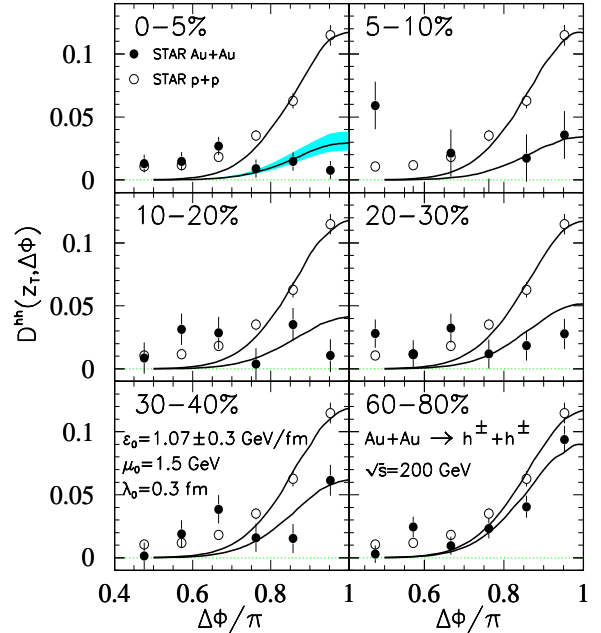 0−5%
● STAR Au+Au
○ STAR p+p
5−10%
0.1
0.05
0
10−20%
20−30%
0.1
0.05
0
D^hh(z_T,ΔΦ)
30−40%
ε₀=1.07±0.3 GeV/fm
μ₀=1.5 GeV
λ₀=0.3 fm
60−80%
Au+Au → h^± +h^±
√s=200 GeV
0.1
0.05
0
0.4 0.6 0.8 1 0.6 0.8 1
ΔΦ/π ΔΦ/π